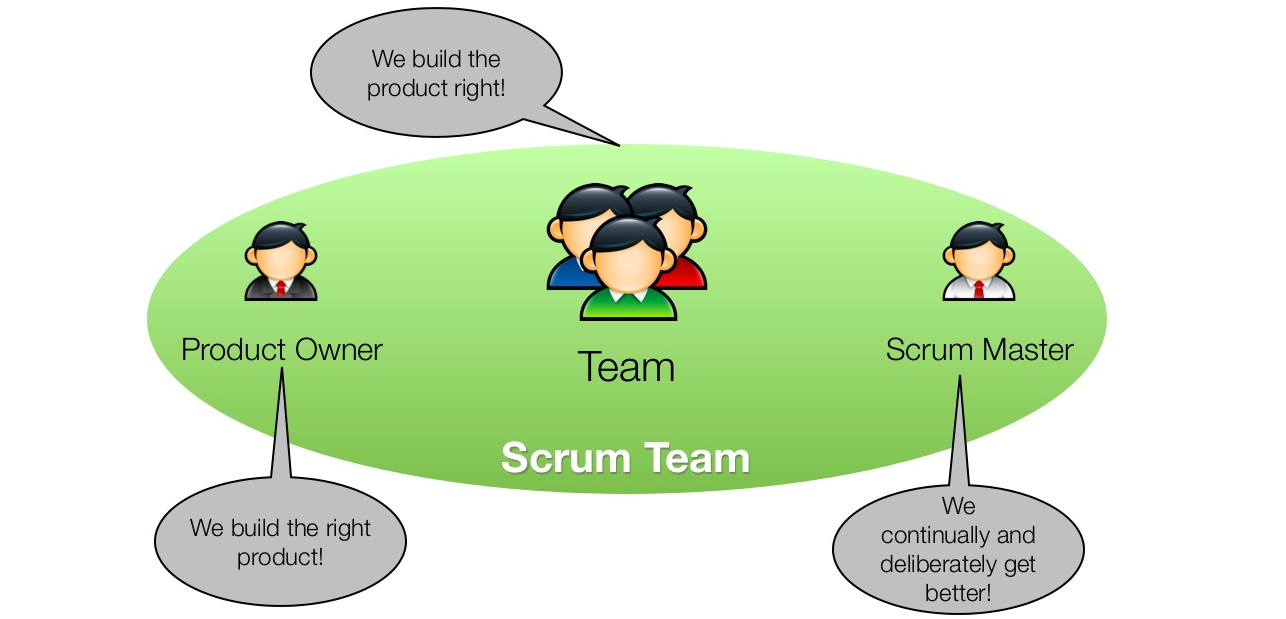 We build the
product right!
Product Owner
Team
Scrum Master
Scrum Team
We build the right
product!
We
continually and
deliberately get
better!